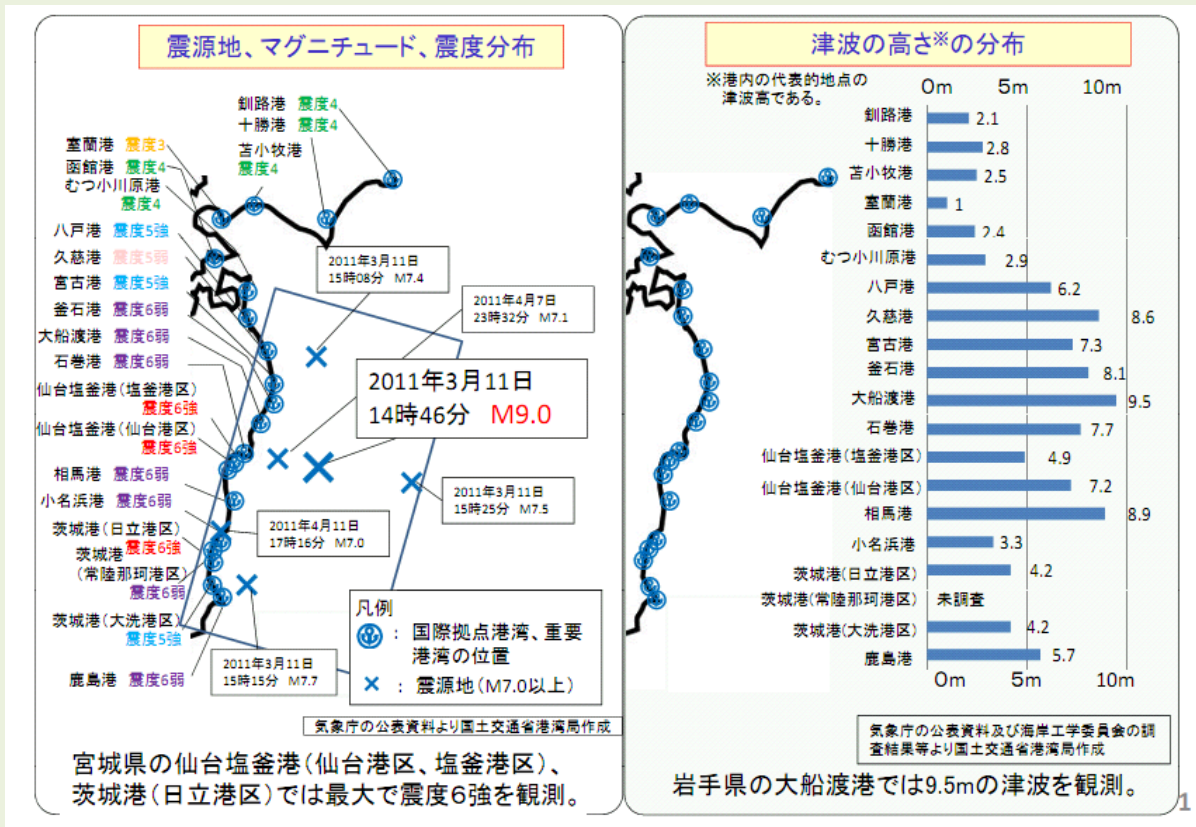 震源地、マグニチュード、震度分布
釧路港 震度4
十勝港 震度4
苫小牧港
震度4
室蘭港 震度3
函館港 震度4
むつ小川原港
震度4
八戸港 震度5強
久慈港 震度5弱
宮古港 震度5強
釜石港 震度6弱
大船渡港 震度6弱
石巻港 震度6弱
仙台塩釜港(塩釜港区)
震度6強
仙台塩釜港(仙台港区)
震度6強
相馬港 震度6弱
小名浜港 震度6弱
茨城港(日立港区)
震度6強
茨城港
(常陸那珂港区)
震度6弱
茨城港(大洗港区)
震度5強
鹿島港 震度6弱
2011年3月11日
15時08分 M7.4
2011年4月7日
23時32分 M7.1
2011年3月11日
14時46分 M9.0
2011年3月11日
15時25分 M7.5
2011年4月11日
17時16分 M7.0
2011年3月11日
15時15分 M7.7
凡例
: 国際拠点港湾、重要
港湾の位置
: 震源地(M7.0以上)
気象庁の公表資料より国土交通省港湾局作成
宮城県の仙台塩釜港(仙台港区、塩釜港区)、
茨城港(日立港区)では最大で震度6強を観測。
津波の高さ※の分布
※港内の代表的地点の
津波高である。
0m 5m 10m
釧路港 2.1
十勝港 2.8
苫小牧港 2.5
室蘭港 1
函館港 2.4
むつ小川原港 2.9
八戸港 6.2
久慈港 8.6
宮古港 7.3
釜石港 8.1
大船渡港 9.5
石巻港 7.7
仙台塩釜港(塩釜港区) 4.9
仙台塩釜港(仙台港区) 7.2
相馬港 8.9
小名浜港 3.3
茨城港(日立港区) 4.2
茨城港(常陸那珂港区) 未調査
茨城港(大洗港区) 4.2
鹿島港 5.7
0m 5m 10m
気象庁の公表資料及び海岸工学委員会の調
査結果等より国土交通省港湾局作成
岩手県の大船渡港では9.5mの津波を観測。
1